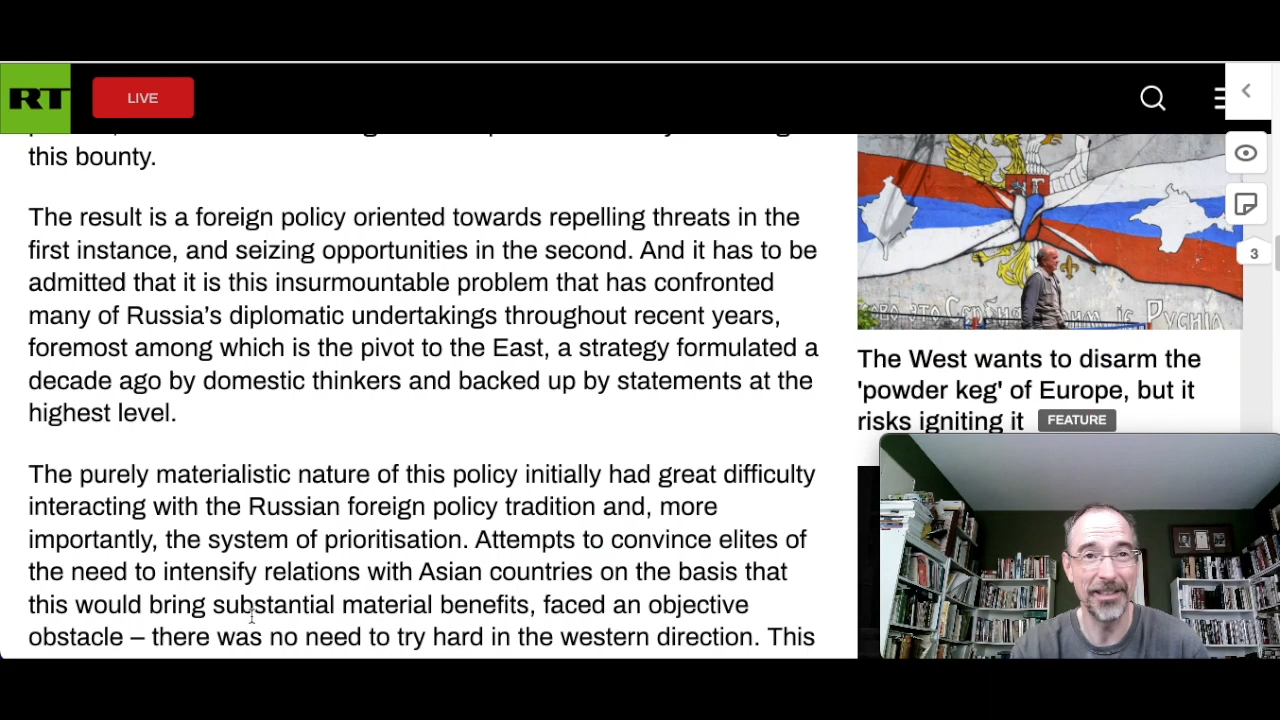 RT
LIVE
this bounty.
The result is a foreign policy oriented towards repelling threats in the
first instance, and seizing opportunities in the second. And it has to be
admitted that it is this insurmountable problem that has confronted
many of Russia’s diplomatic undertakings throughout recent years,
foremost among which is the pivot to the East, a strategy formulated a
decade ago by domestic thinkers and backed up by statements at the
highest level.
The purely materialistic nature of this policy initially had great difficulty
interacting with the Russian foreign policy tradition and, more
importantly, the system of prioritisation. Attempts to convince elites of
the need to intensify relations with Asian countries on the basis that
this would bring substantial material benefits, faced an objective
obstacle – there was no need to try hard in the western direction. This
3
The West wants to disarm the
'powder keg' of Europe, but it
risks igniting it FEATURE